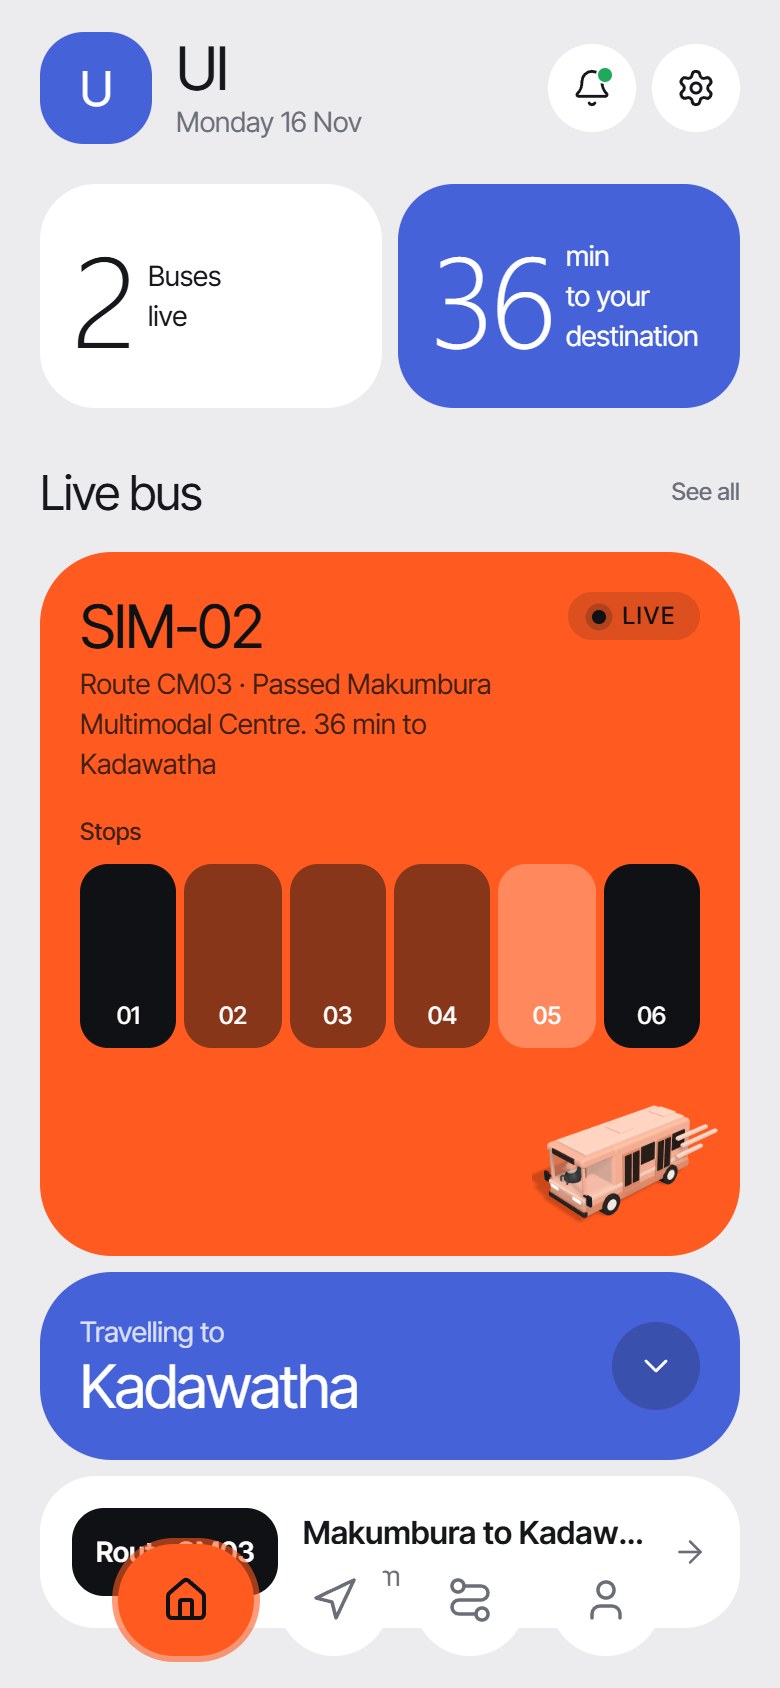 U
UI
Monday 16 Nov
2
Buses
live
36
min
to your
destination
Live bus
See all
SIM-02
LIVE
Route CM03 · Passed Makumbura
Multimodal Centre. 36 min to
Kadawatha
Stops
01
02
03
04
05
06
Travelling to
Kadawatha
Makumbura to Kadaw...